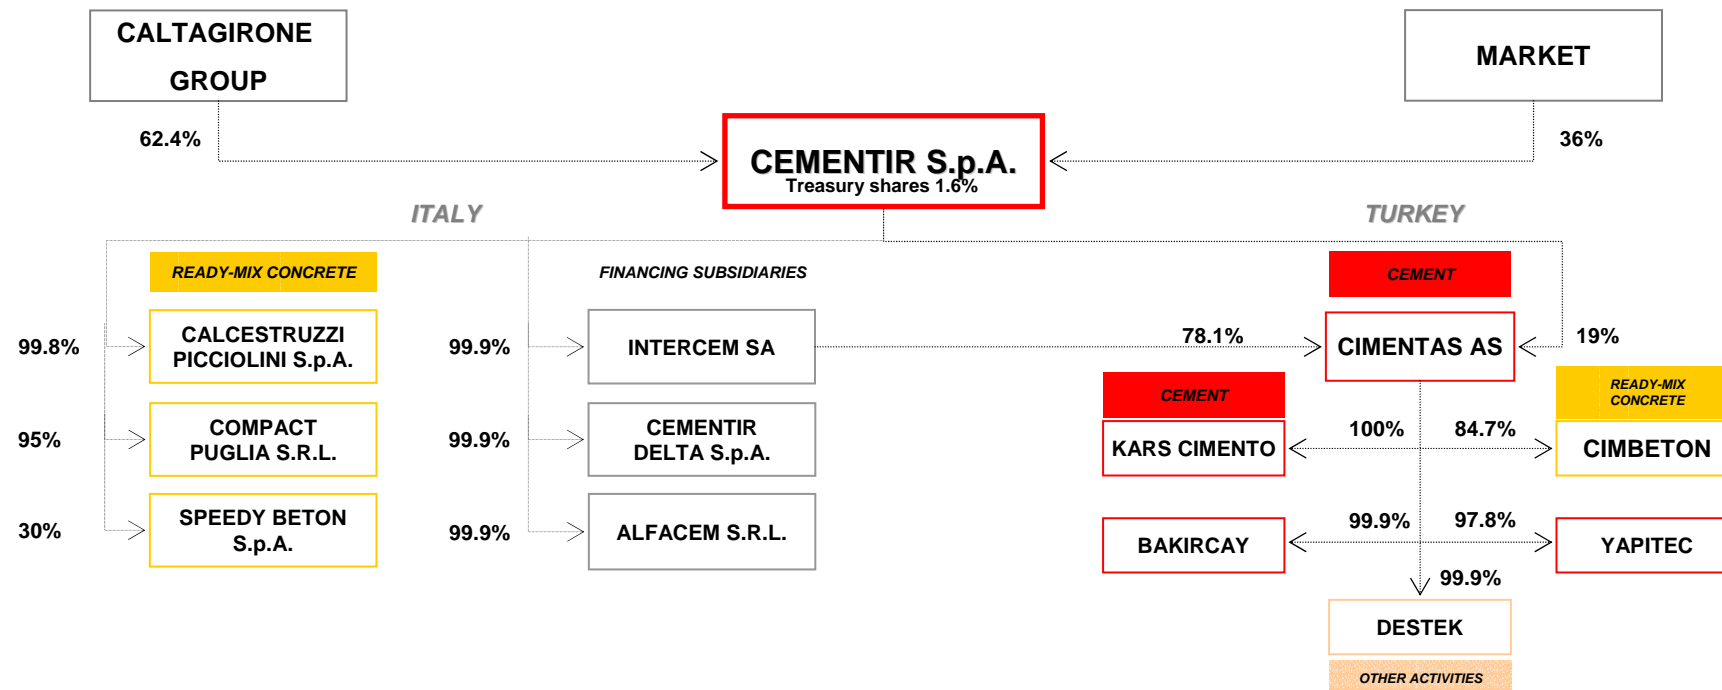 CALTAGIRONE
GROUP
MARKET
62.4%
36%
CEMENTIR S.p.A.
Treasury shares 1.6%
ITALY
TURKEY
READY-MIX CONCRETE
FINANCING SUBSIDIARIES
CEMENT
99.8%
CALCESTRUZZI
PICCIOLINI S.p.A.
99.9%
INTERCEM SA
78.1%
CIMENTAS AS
19%
CEMENT
READY-MIX
CONCRETE
95%
COMPACT
PUGLIA S.R.L.
99.9%
CEMENTIR
DELTA S.p.A.
KARS CIMENTO
100%
84.7%
CIMBETON
30%
SPEEDY BETON
S.p.A.
99.9%
ALFACEM S.R.L.
BAKIRCAY
99.9%
97.8%
YAPITEC
99.9%
DESTEK
OTHER ACTIVITIES